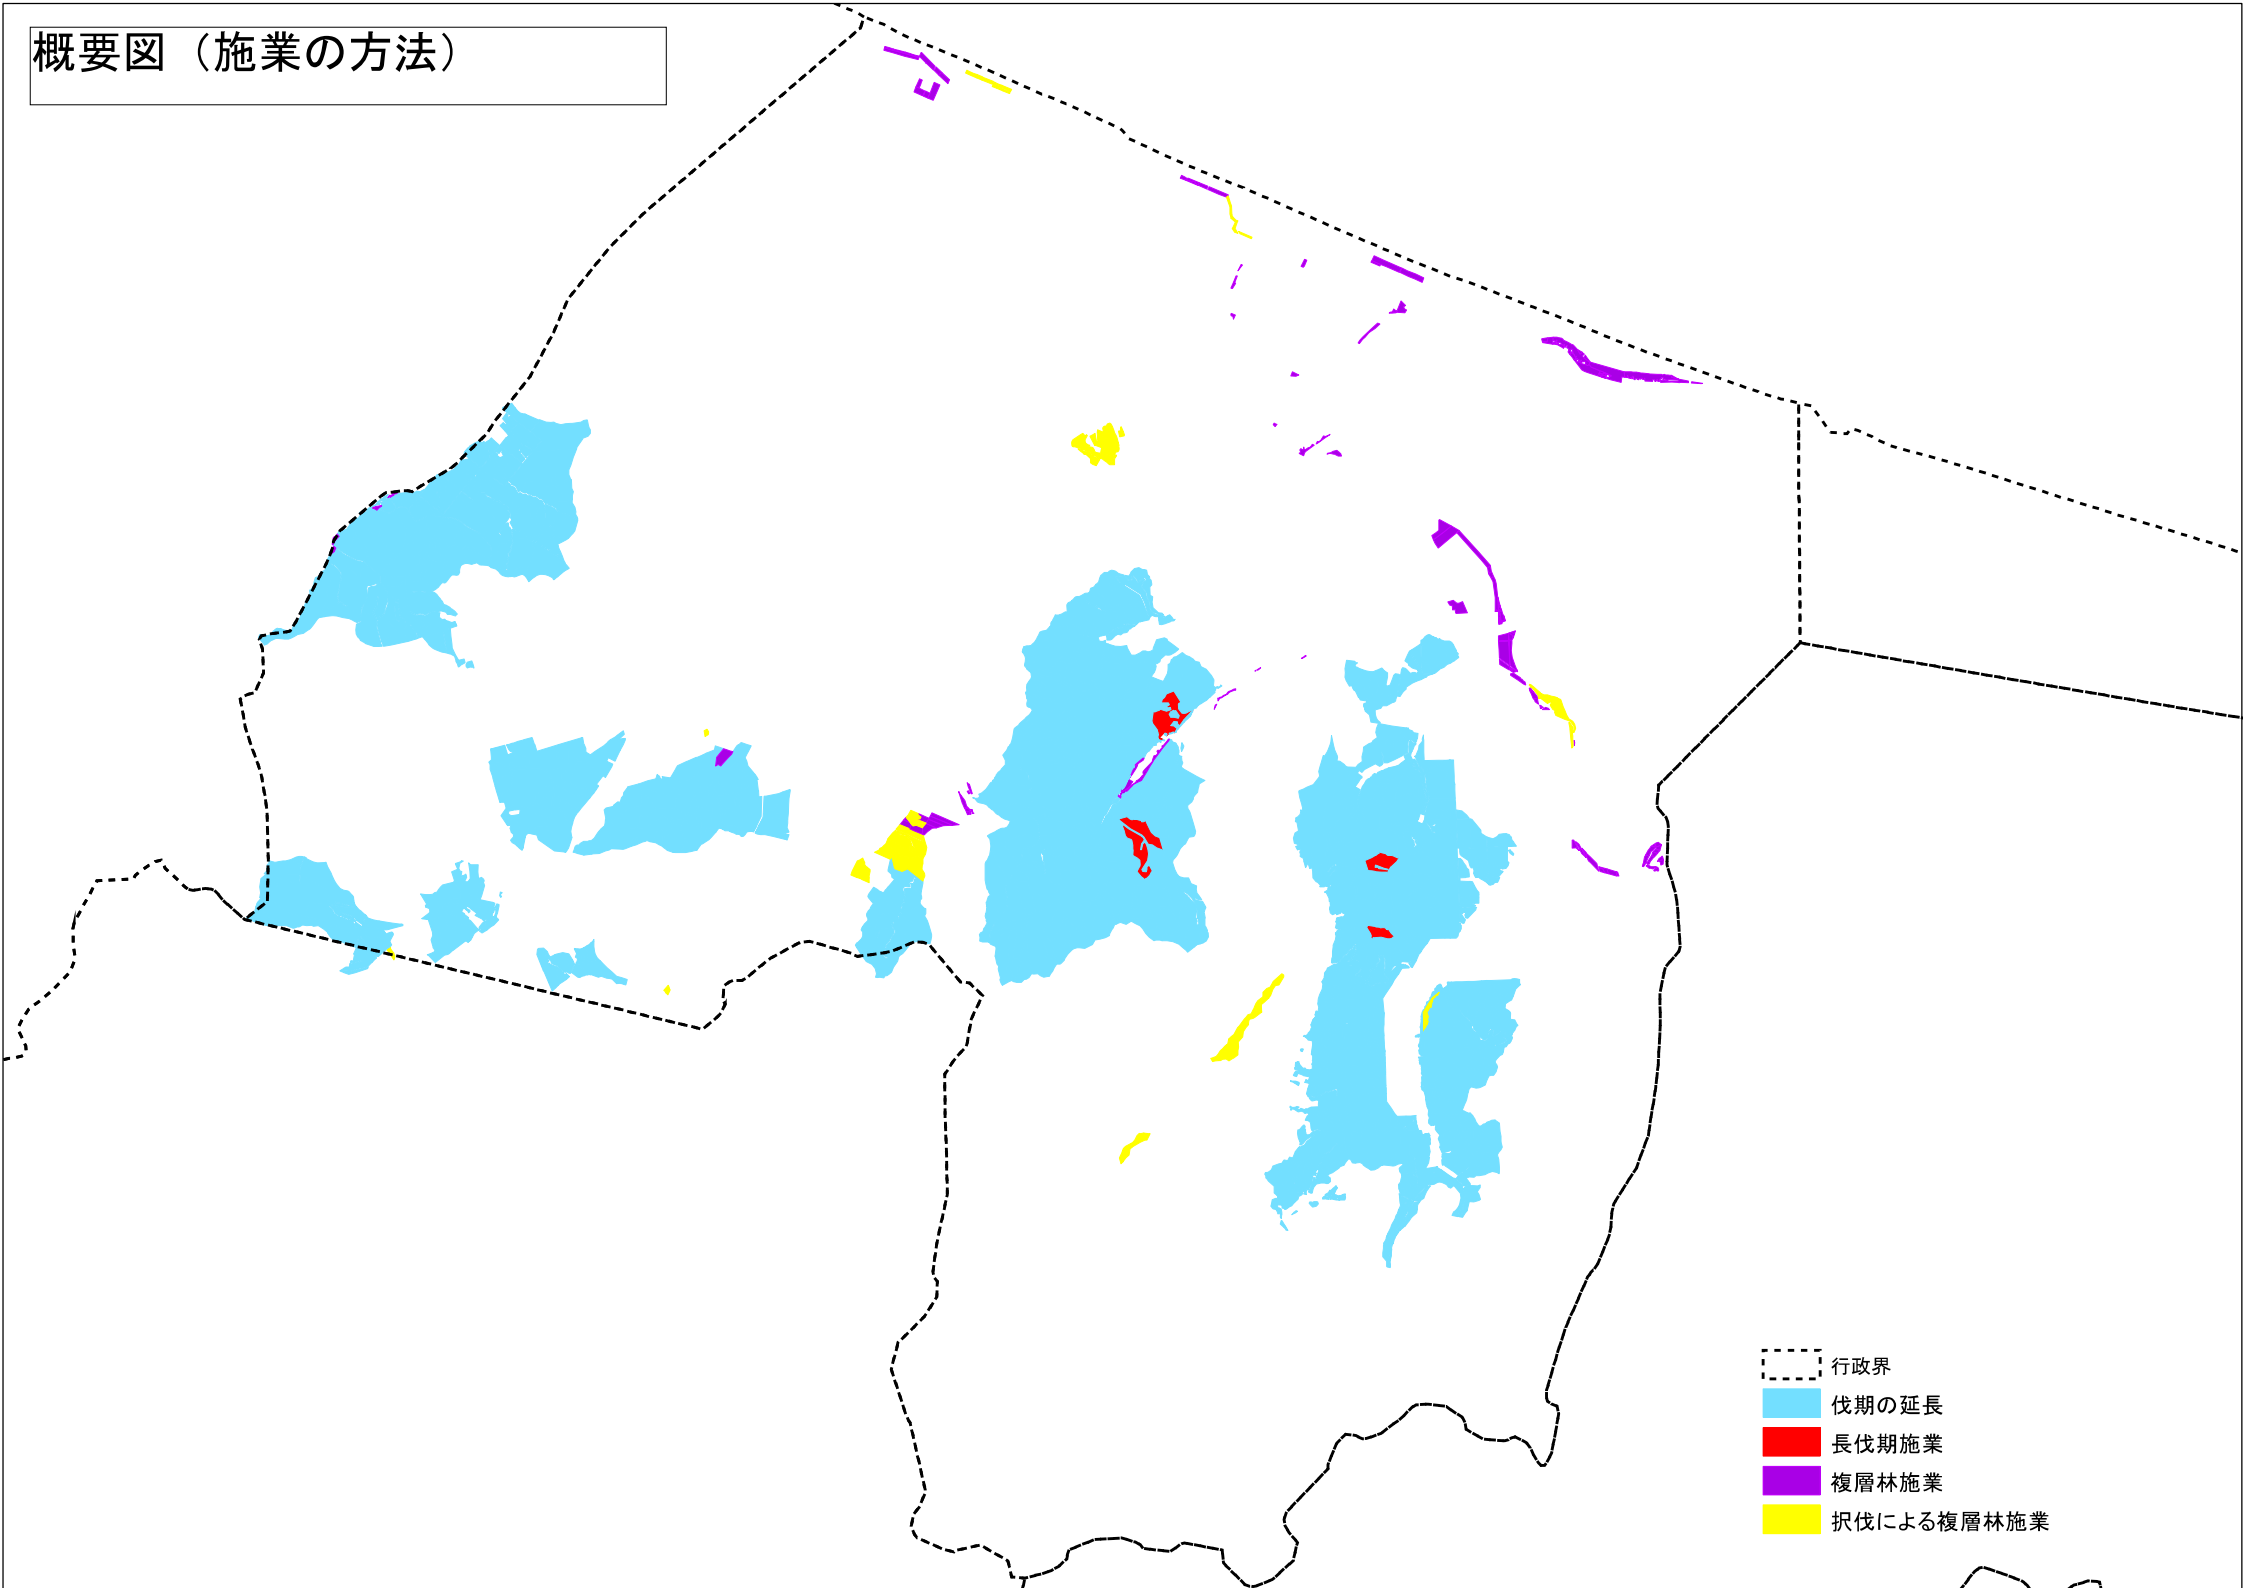 概要図（施業の方法）
行政界
伐期の延長
長伐期施業
複層林施業
択伐による複層林施業